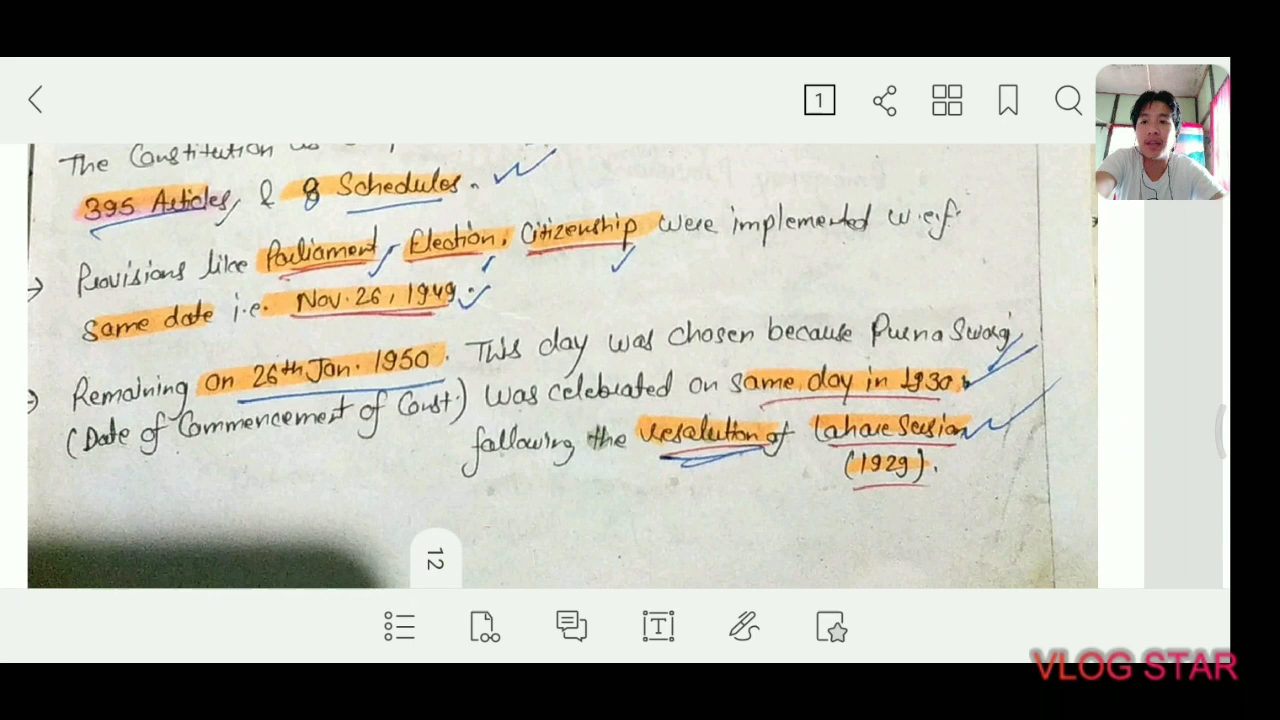 1
The Constitution
395 Articles, & 8 Schedules.
→ Provisions like Parliament, Election, Citizenship were implemented w.e.f.
Same date i.e. Nov. 26, 1949.
→ Remaining on 26th Jan. 1950. This day was chosen because Purna Swaraj
(Date of Commencement of Const.) was celebrated on same day in 1930,
following the resolution of Lahore Session
(1929).
12
VLOG STAR